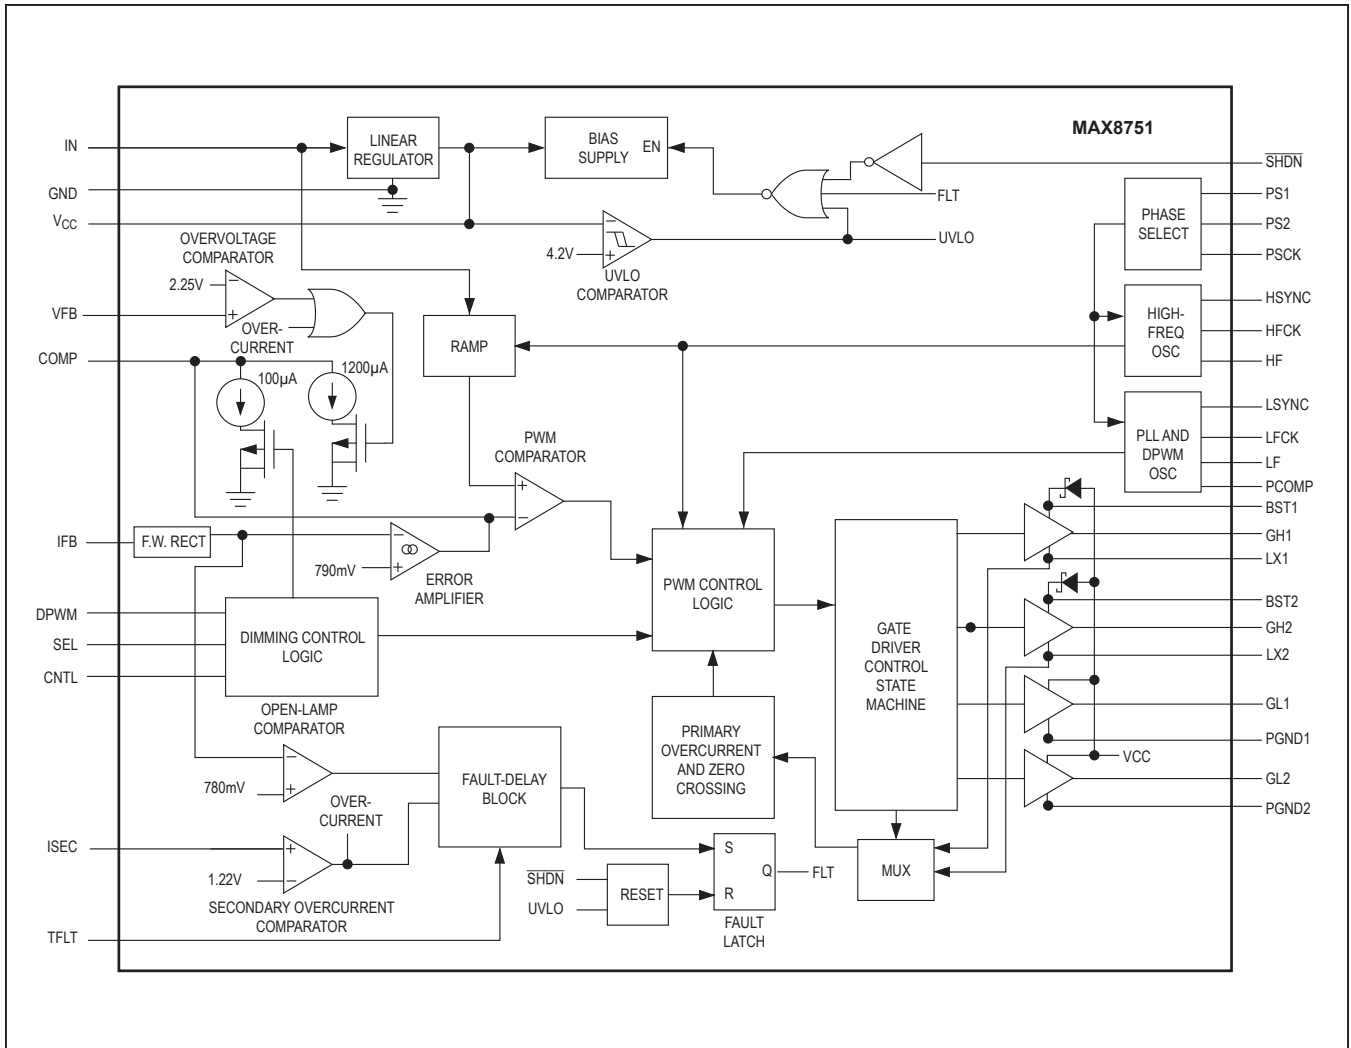 MAX8751
IN
GND
VCC
VFB
COMP
IFB
DPWM
SEL
CNTL
ISEC
TFLT
LINEAR
REGULATOR
BIAS
SUPPLY
EN
FLT
UVLO
4.2V
UVLO
COMPARATOR
OVERVOLTAGE
COMPARATOR
2.25V
OVER-
CURRENT
100µA
1200µA
RAMP
PWM
COMPARATOR
F.W. RECT
790mV
ERROR
AMPLIFIER
DIMMING CONTROL
LOGIC
OPEN-LAMP
COMPARATOR
780mV
OVER-
CURRENT
1.22V
SECONDARY OVERCURRENT
COMPARATOR
FAULT-DELAY
BLOCK
SHDN
UVLO
RESET
S
R
Q
FLT
FAULT
LATCH
PWM CONTROL
LOGIC
PRIMARY
OVERCURRENT
AND ZERO
CROSSING
GATE
DRIVER
CONTROL
STATE
MACHINE
MUX
VCC
PHASE
SELECT
HIGH-
FREQ
OSC
PLL AND
DPWM
OSC
SHDN
PS1
PS2
PSCK
HSYNC
HFCK
HF
LSYNC
LFCK
LF
PCOMP
BST1
GH1
LX1
BST2
GH2
LX2
GL1
PGND1
GL2
PGND2